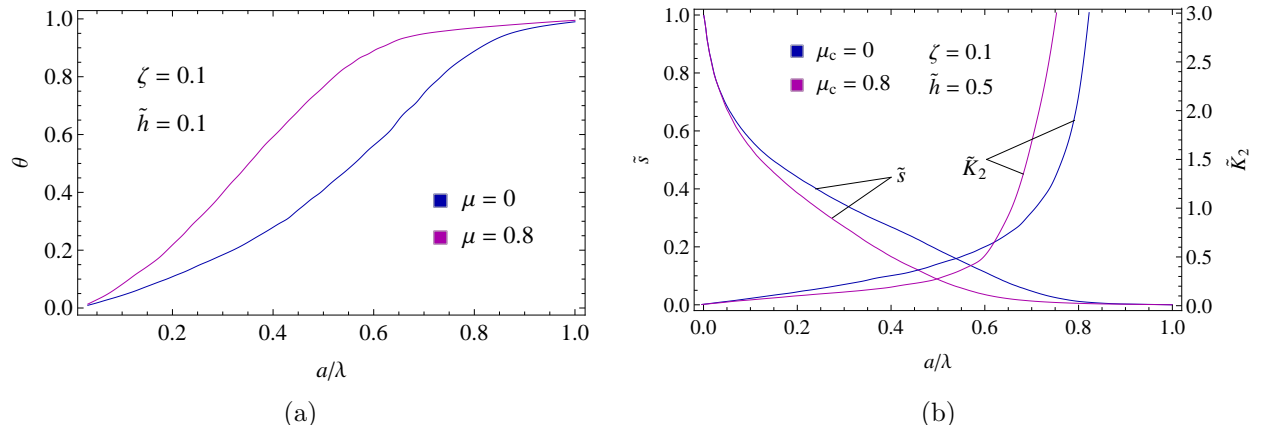 1.0
0.8
0.6
0.4
0.2
0.0
θ
ζ = 0.1
h̃ = 0.1
μ = 0
μ = 0.8
0.2 0.4 0.6 0.8 1.0
a/λ
(a)
1.
0.8
0.6
0.4
0.2
0.0
s̃
μc = 0 ζ = 0.1
μc = 0.8 h̃ = 0.5
s̃
K̃2
3.0
2.5
2.0
1.5
1.0
0.5
0.0
K̃2
0.0 0.2 0.4 0.6 0.8 1.0
a/λ
(b)